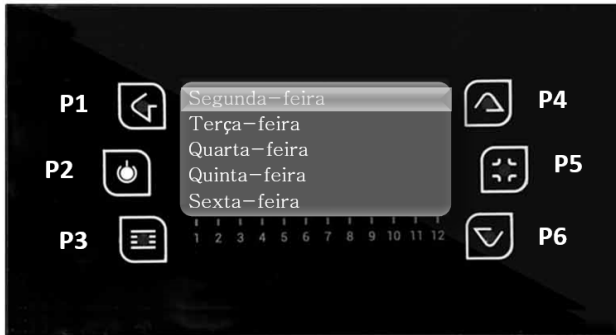 P1
P2
P3
Segunda-feira
Terça-feira
Quarta-feira
Quinta-feira
Sexta-feira
1 2 3 4 5 6 7 8 9 10 11 12
P4
P5
P6